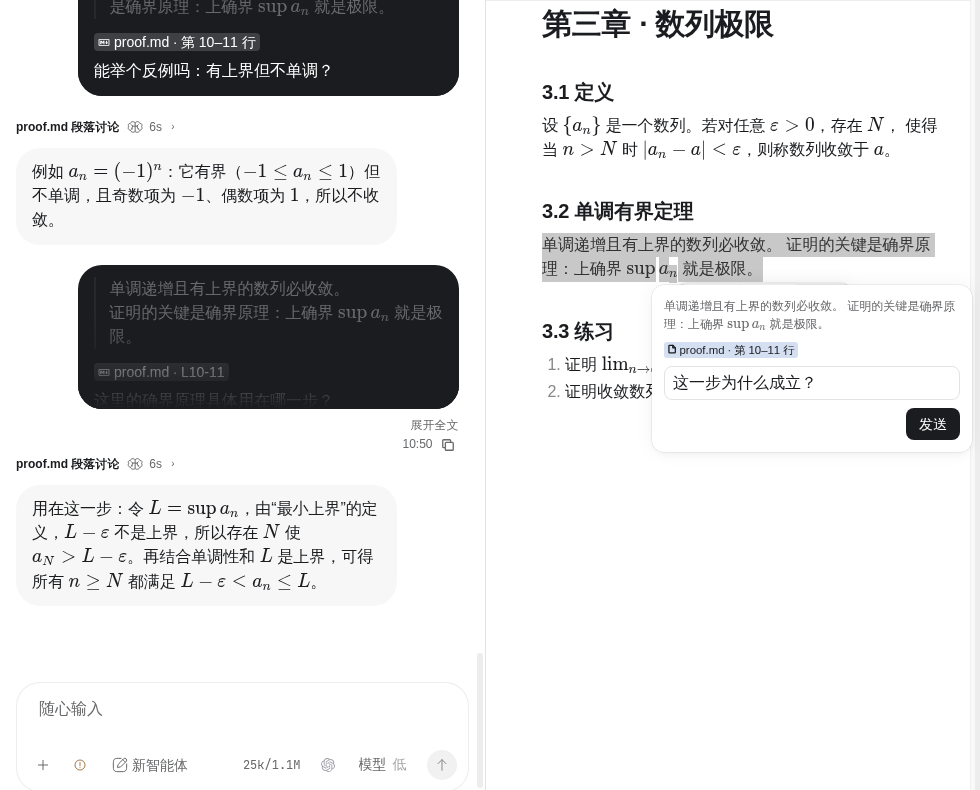 是确界原理：上确界 sup aₙ 就是极限。
proof.md · 第 10–11 行
能举个反例吗：有上界但不单调？
proof.md 段落讨论 6s ›
例如 aₙ = (−1)ⁿ：它有界（−1 ≤ aₙ ≤ 1）但
不单调，且奇数项为 −1、偶数项为 1，所以不收
敛。
单调递增且有上界的数列必收敛。
证明的关键是确界原理：上确界 sup aₙ 就是极
限。
proof.md · L10-11
这里的确界原理具体用在哪一步？
展开全文
10:50
proof.md 段落讨论 6s ›
用在这一步：令 L = sup aₙ，由“最小上界”的定
义，L − ε 不是上界，所以存在 N 使
a_N > L − ε。再结合单调性和 L 是上界，可得
所有 n ≥ N 都满足 L − ε < aₙ ≤ L。
随心输入
新智能体 25k/1.1M 模型 低
第三章 · 数列极限
3.1 定义
设 {aₙ} 是一个数列。若对任意 ε > 0，存在 N， 使得
当 n > N 时 |aₙ − a| < ε，则称数列收敛于 a。
3.2 单调有界定理
单调递增且有上界的数列必收敛。 证明的关键是确界原
理：上确界 sup aₙ 就是极限。
3.3 练习
1. 证明 limₙ→
2. 证明收敛数列
单调递增且有上界的数列必收敛。 证明的关键是确界原
理：上确界 sup aₙ 就是极限。
proof.md · 第 10–11 行
这一步为什么成立？
发送